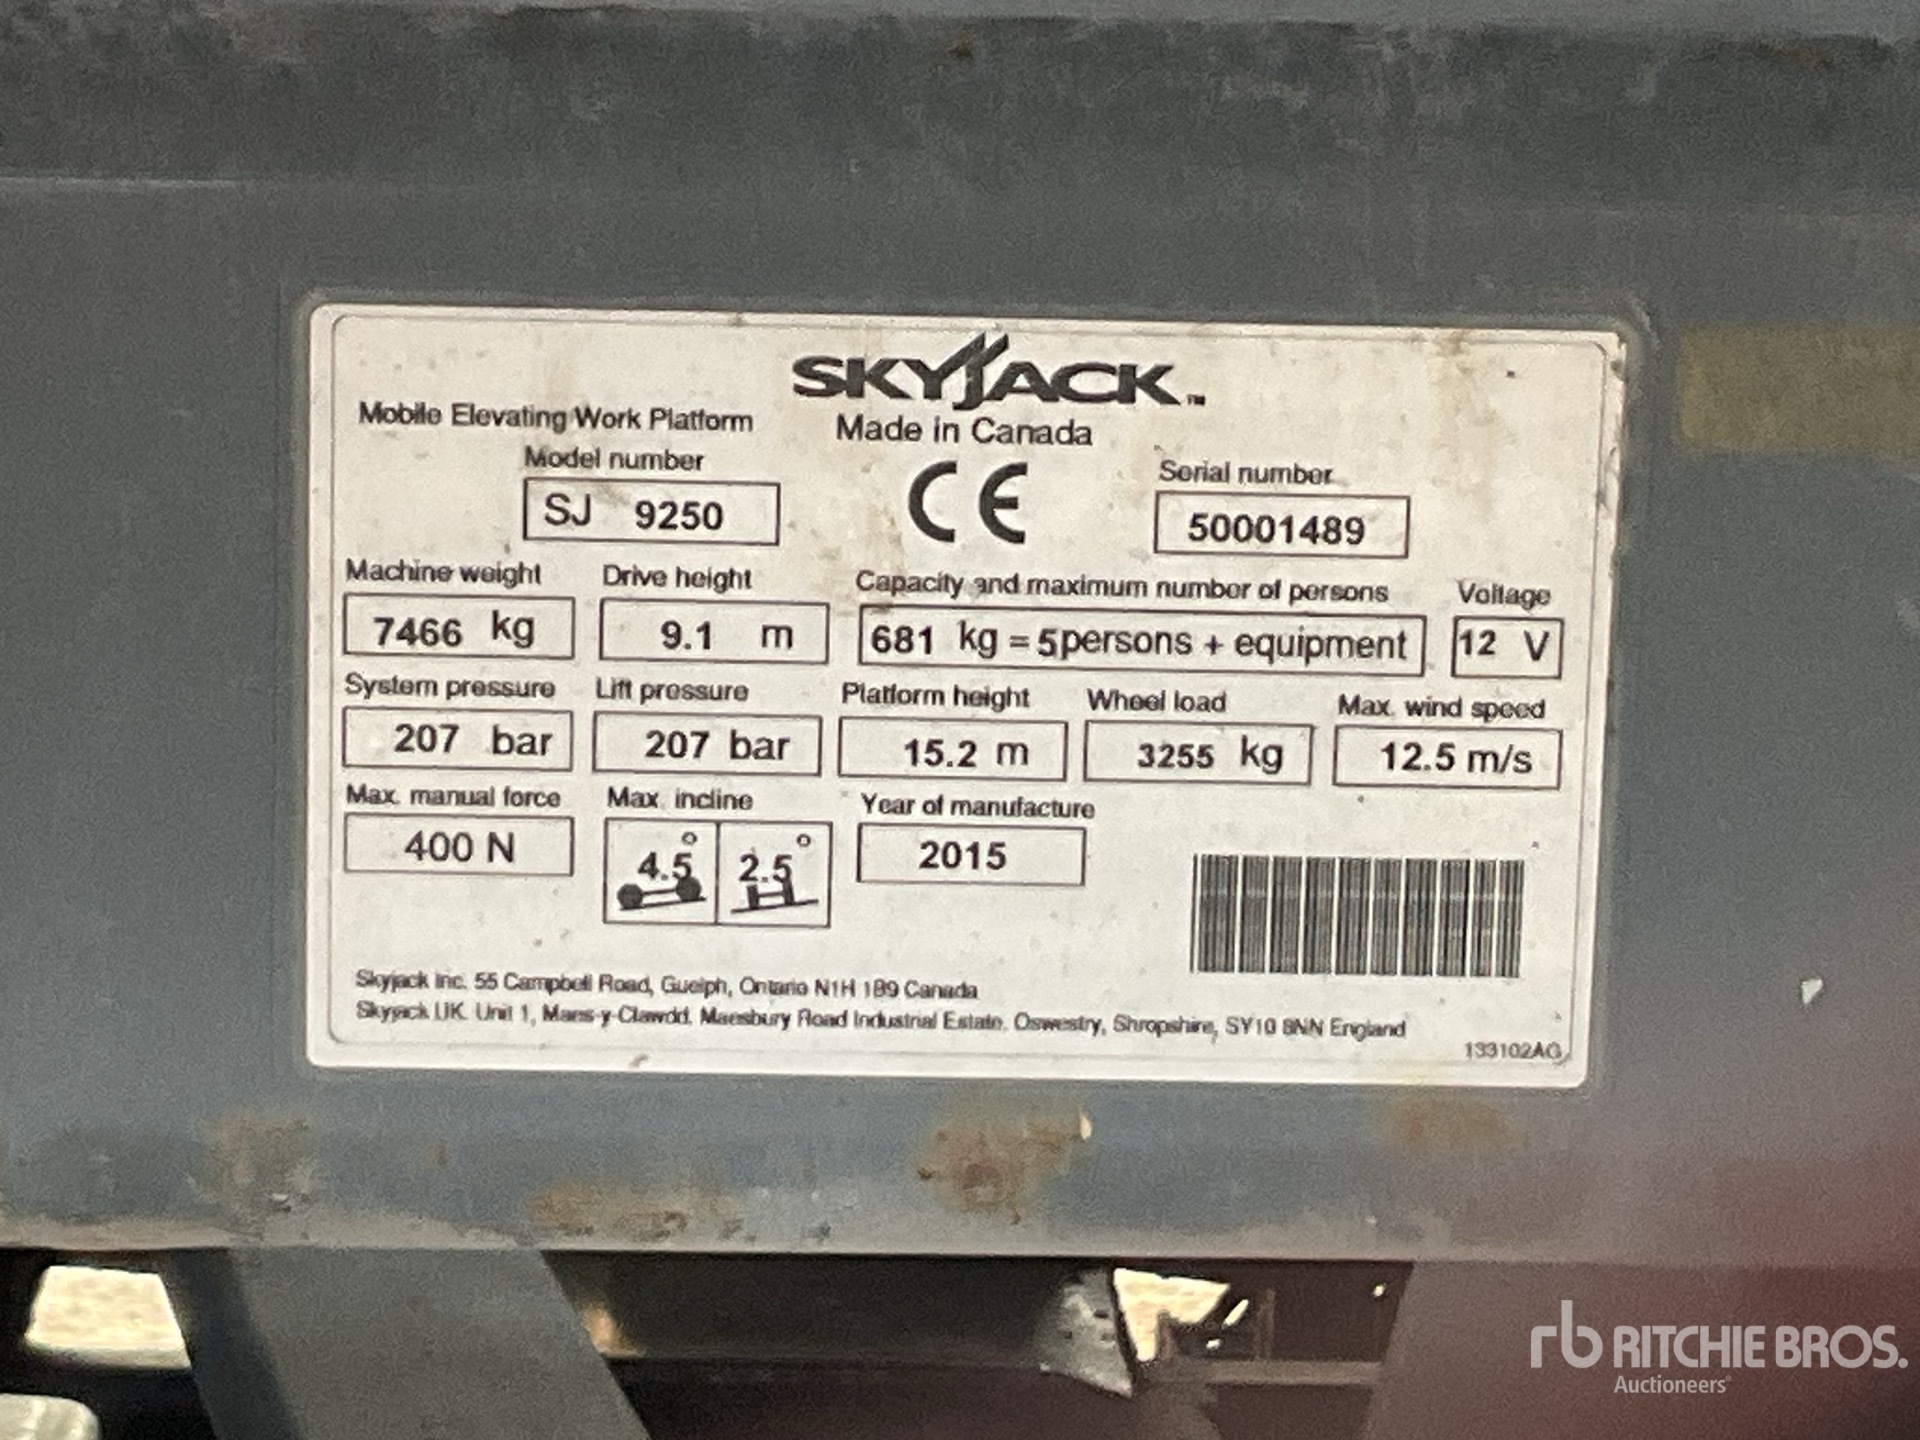 SKYJACK™
Mobile Elevating Work Platform
Made in Canada
Model number
SJ 9250
CE
Serial number
50001489
Machine weight
7466 kg
Drive height
9.1 m
Capacity and maximum number of persons
681 kg = 5 persons + equipment
Voltage
12 V
System pressure
207 bar
Lift pressure
207 bar
Platform height
15.2 m
Wheel load
3255 kg
Max. wind speed
12.5 m/s
Max. manual force
400 N
Max. incline
4.5°
2.5°
Year of manufacture
2015
Skyjack Inc. 55 Campbell Road, Guelph, Ontario N1H 1B9 Canada
Skyjack UK. Unit 1, Maes-y-Clawdd, Maesbury Road Industrial Estate, Oswestry, Shropshire, SY10 8NN England
133102AG
rb RITCHIE BROS.
Auctioneers